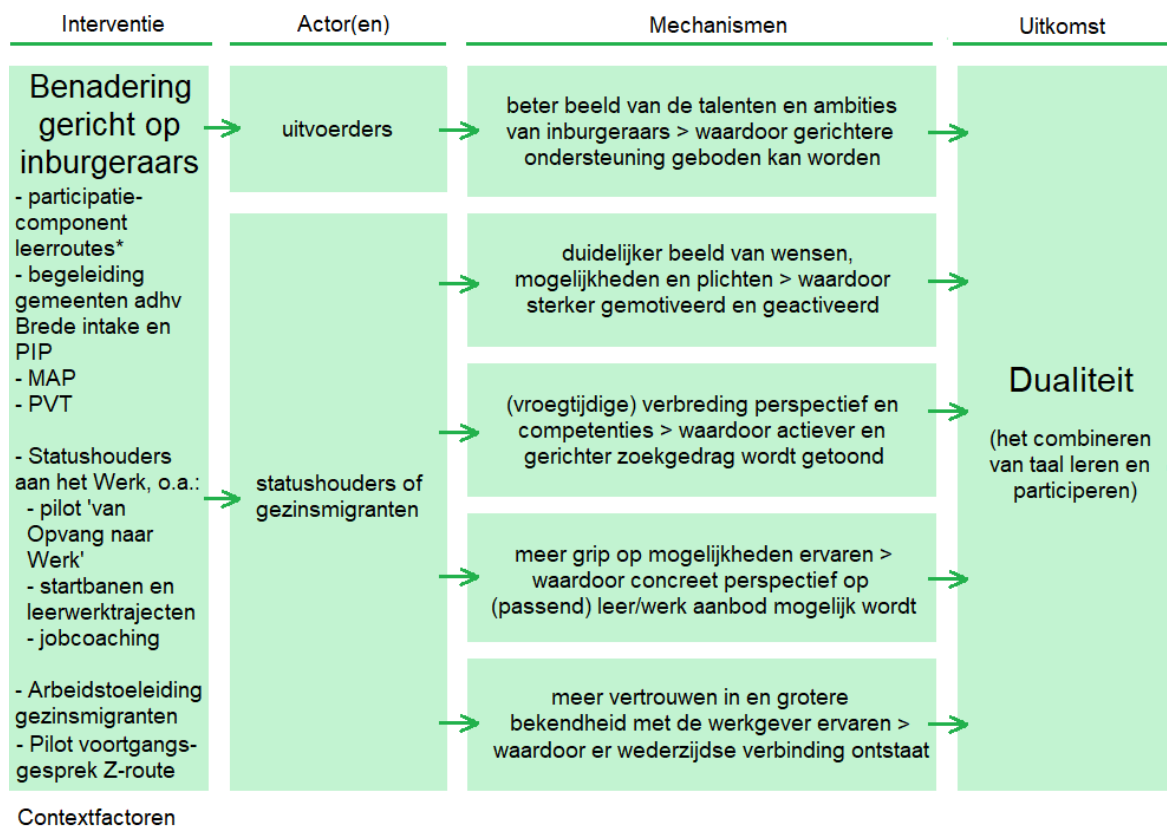 Interventie
Actor(en)
Mechanismen
Uitkomst
Benadering
gericht op
inburgeraars
- participatie-
component
leerroutes*
- begeleiding
gemeenten adhv
Brede intake en
PIP
- MAP
- PVT
- Statushouders
aan het Werk, o.a.:
- pilot 'van
Opvang naar
Werk'
- startbanen en
leerwerktrajecten
- jobcoaching
- Arbeidstoeleiding
gezinsmigranten
- Pilot voortgangs-
gesprek Z-route
uitvoerders
statushouders of
gezinsmigranten
beter beeld van de talenten en ambities
van inburgeraars > waardoor gerichtere
ondersteuning geboden kan worden
duidelijker beeld van wensen,
mogelijkheden en plichten > waardoor
sterker gemotiveerd en geactiveerd
(vroegtijdige) verbreding perspectief en
competenties > waardoor actiever en
gerichter zoekgedrag wordt getoond
meer grip op mogelijkheden ervaren >
waardoor concreet perspectief op
(passend) leer/werk aanbod mogelijk wordt
meer vertrouwen in en grotere
bekendheid met de werkgever ervaren >
waardoor er wederzijdse verbinding ontstaat
Dualiteit
(het combineren
van taal leren en
participeren)
Contextfactoren